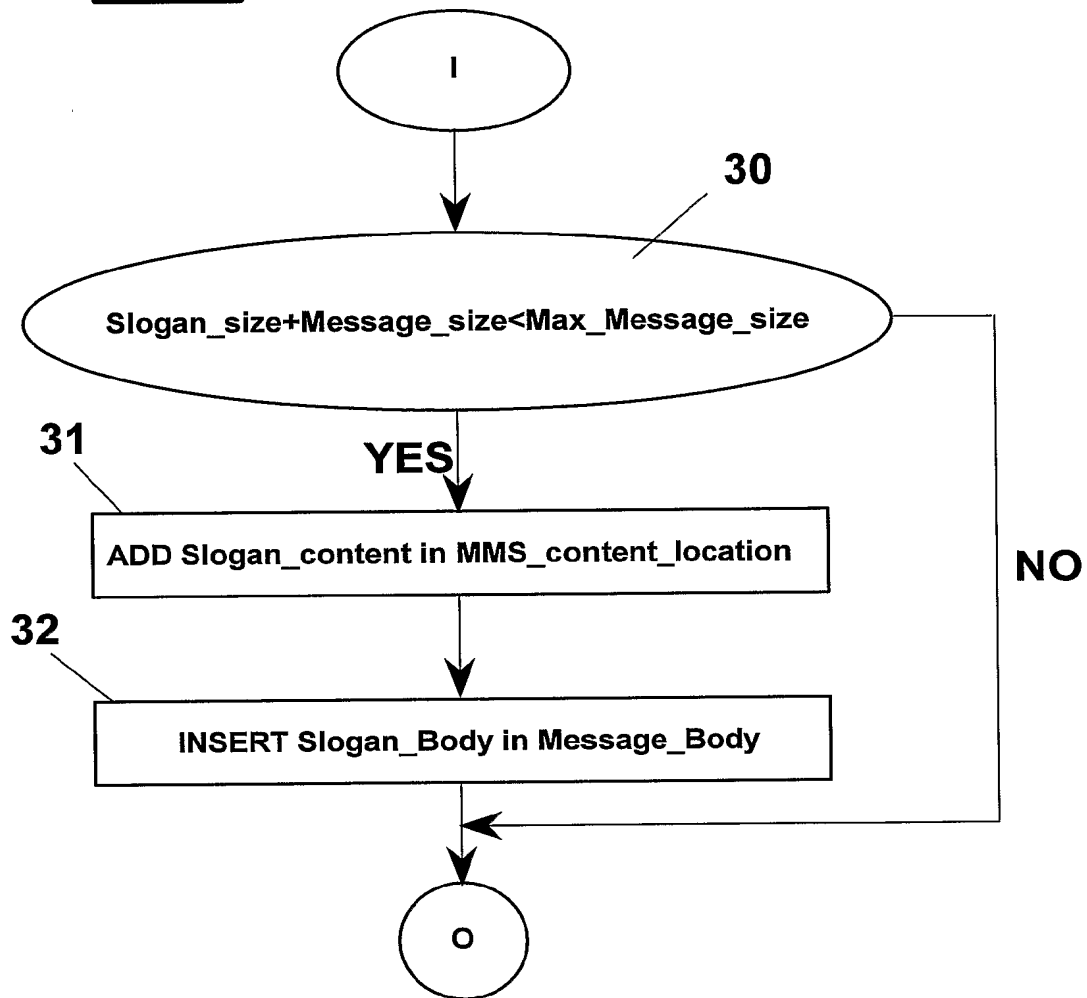 I
30
Slogan_size+Message_size<Max_Message_size
31
YES
ADD Slogan_content in MMS_content_location
NO
32
INSERT Slogan_Body in Message_Body
O